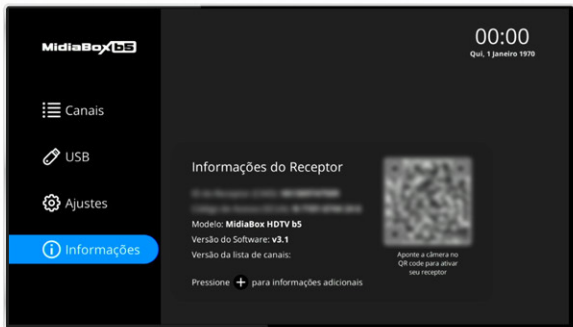 MidiaBox b5
00:00
Qui, 1 Janeiro 1970
Canais
USB
Ajustes
Informações
Informações do Receptor
Modelo: MidiaBox HDTV b5
Versão do Software: v3.1
Versão da lista de canais:
Pressione + para informações adicionais
Aponte a câmera no
QR code para ativar
seu receptor